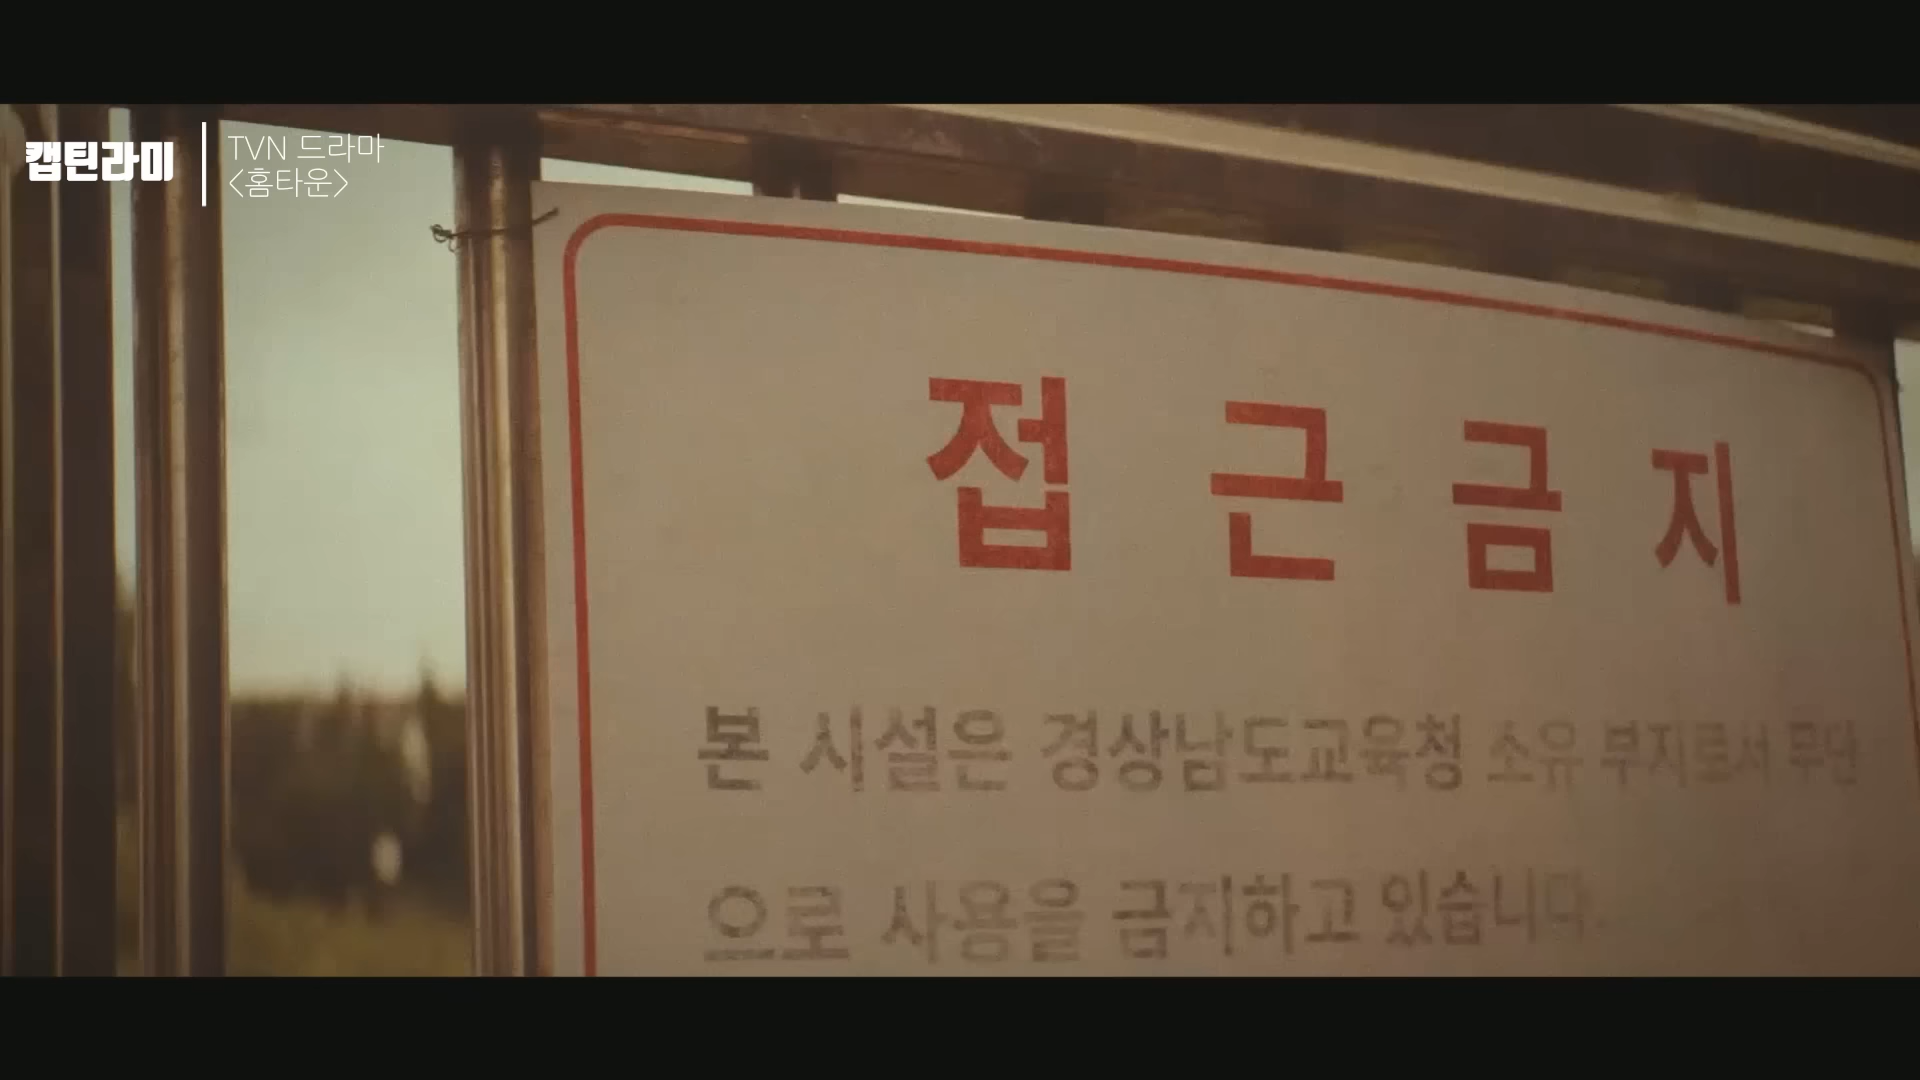 캡틴라미
TVN 드라마
<홈타운>
접근금지
본 시설은 경상남도교육청 소유 부지로서 무단
으로 사용을 금지하고 있습니다.